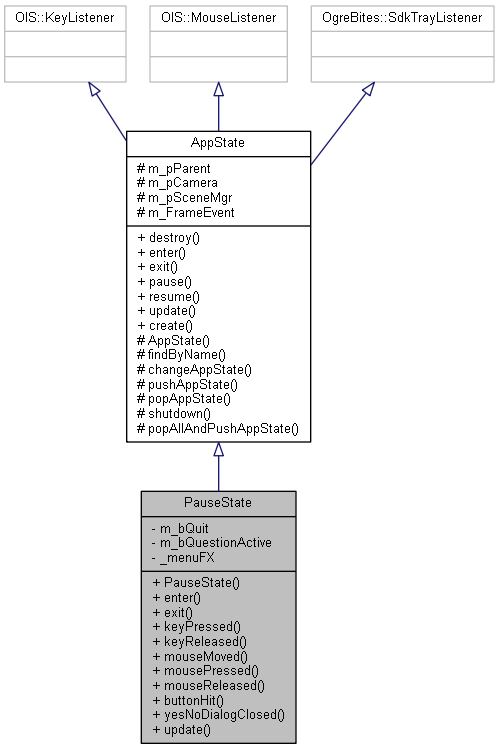 OIS::KeyListener
OIS::MouseListener
OgreBites::SdkTrayListener
AppState
# m_pParent
# m_pCamera
# m_pSceneMgr
# m_FrameEvent
+ destroy()
+ enter()
+ exit()
+ pause()
+ resume()
+ update()
+ create()
# AppState()
# findByName()
# changeAppState()
# pushAppState()
# popAppState()
# shutdown()
# popAllAndPushAppState()
PauseState
- m_bQuit
- m_bQuestionActive
- _menuFX
+ PauseState()
+ enter()
+ exit()
+ keyPressed()
+ keyReleased()
+ mouseMoved()
+ mousePressed()
+ mouseReleased()
+ buttonHit()
+ yesNoDialogClosed()
+ update()